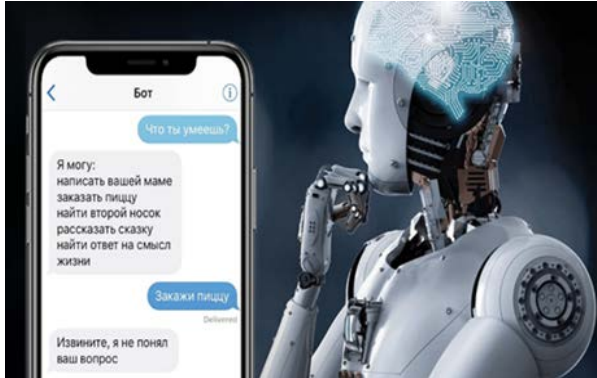 Бот
Что ты умеешь?
Я могу:
написать вашей маме
заказать пиццу
найти второй носок
рассказать сказку
найти ответ на смысл
жизни
Закажи пиццу
Delivered
Извините, я не понял
ваш вопрос